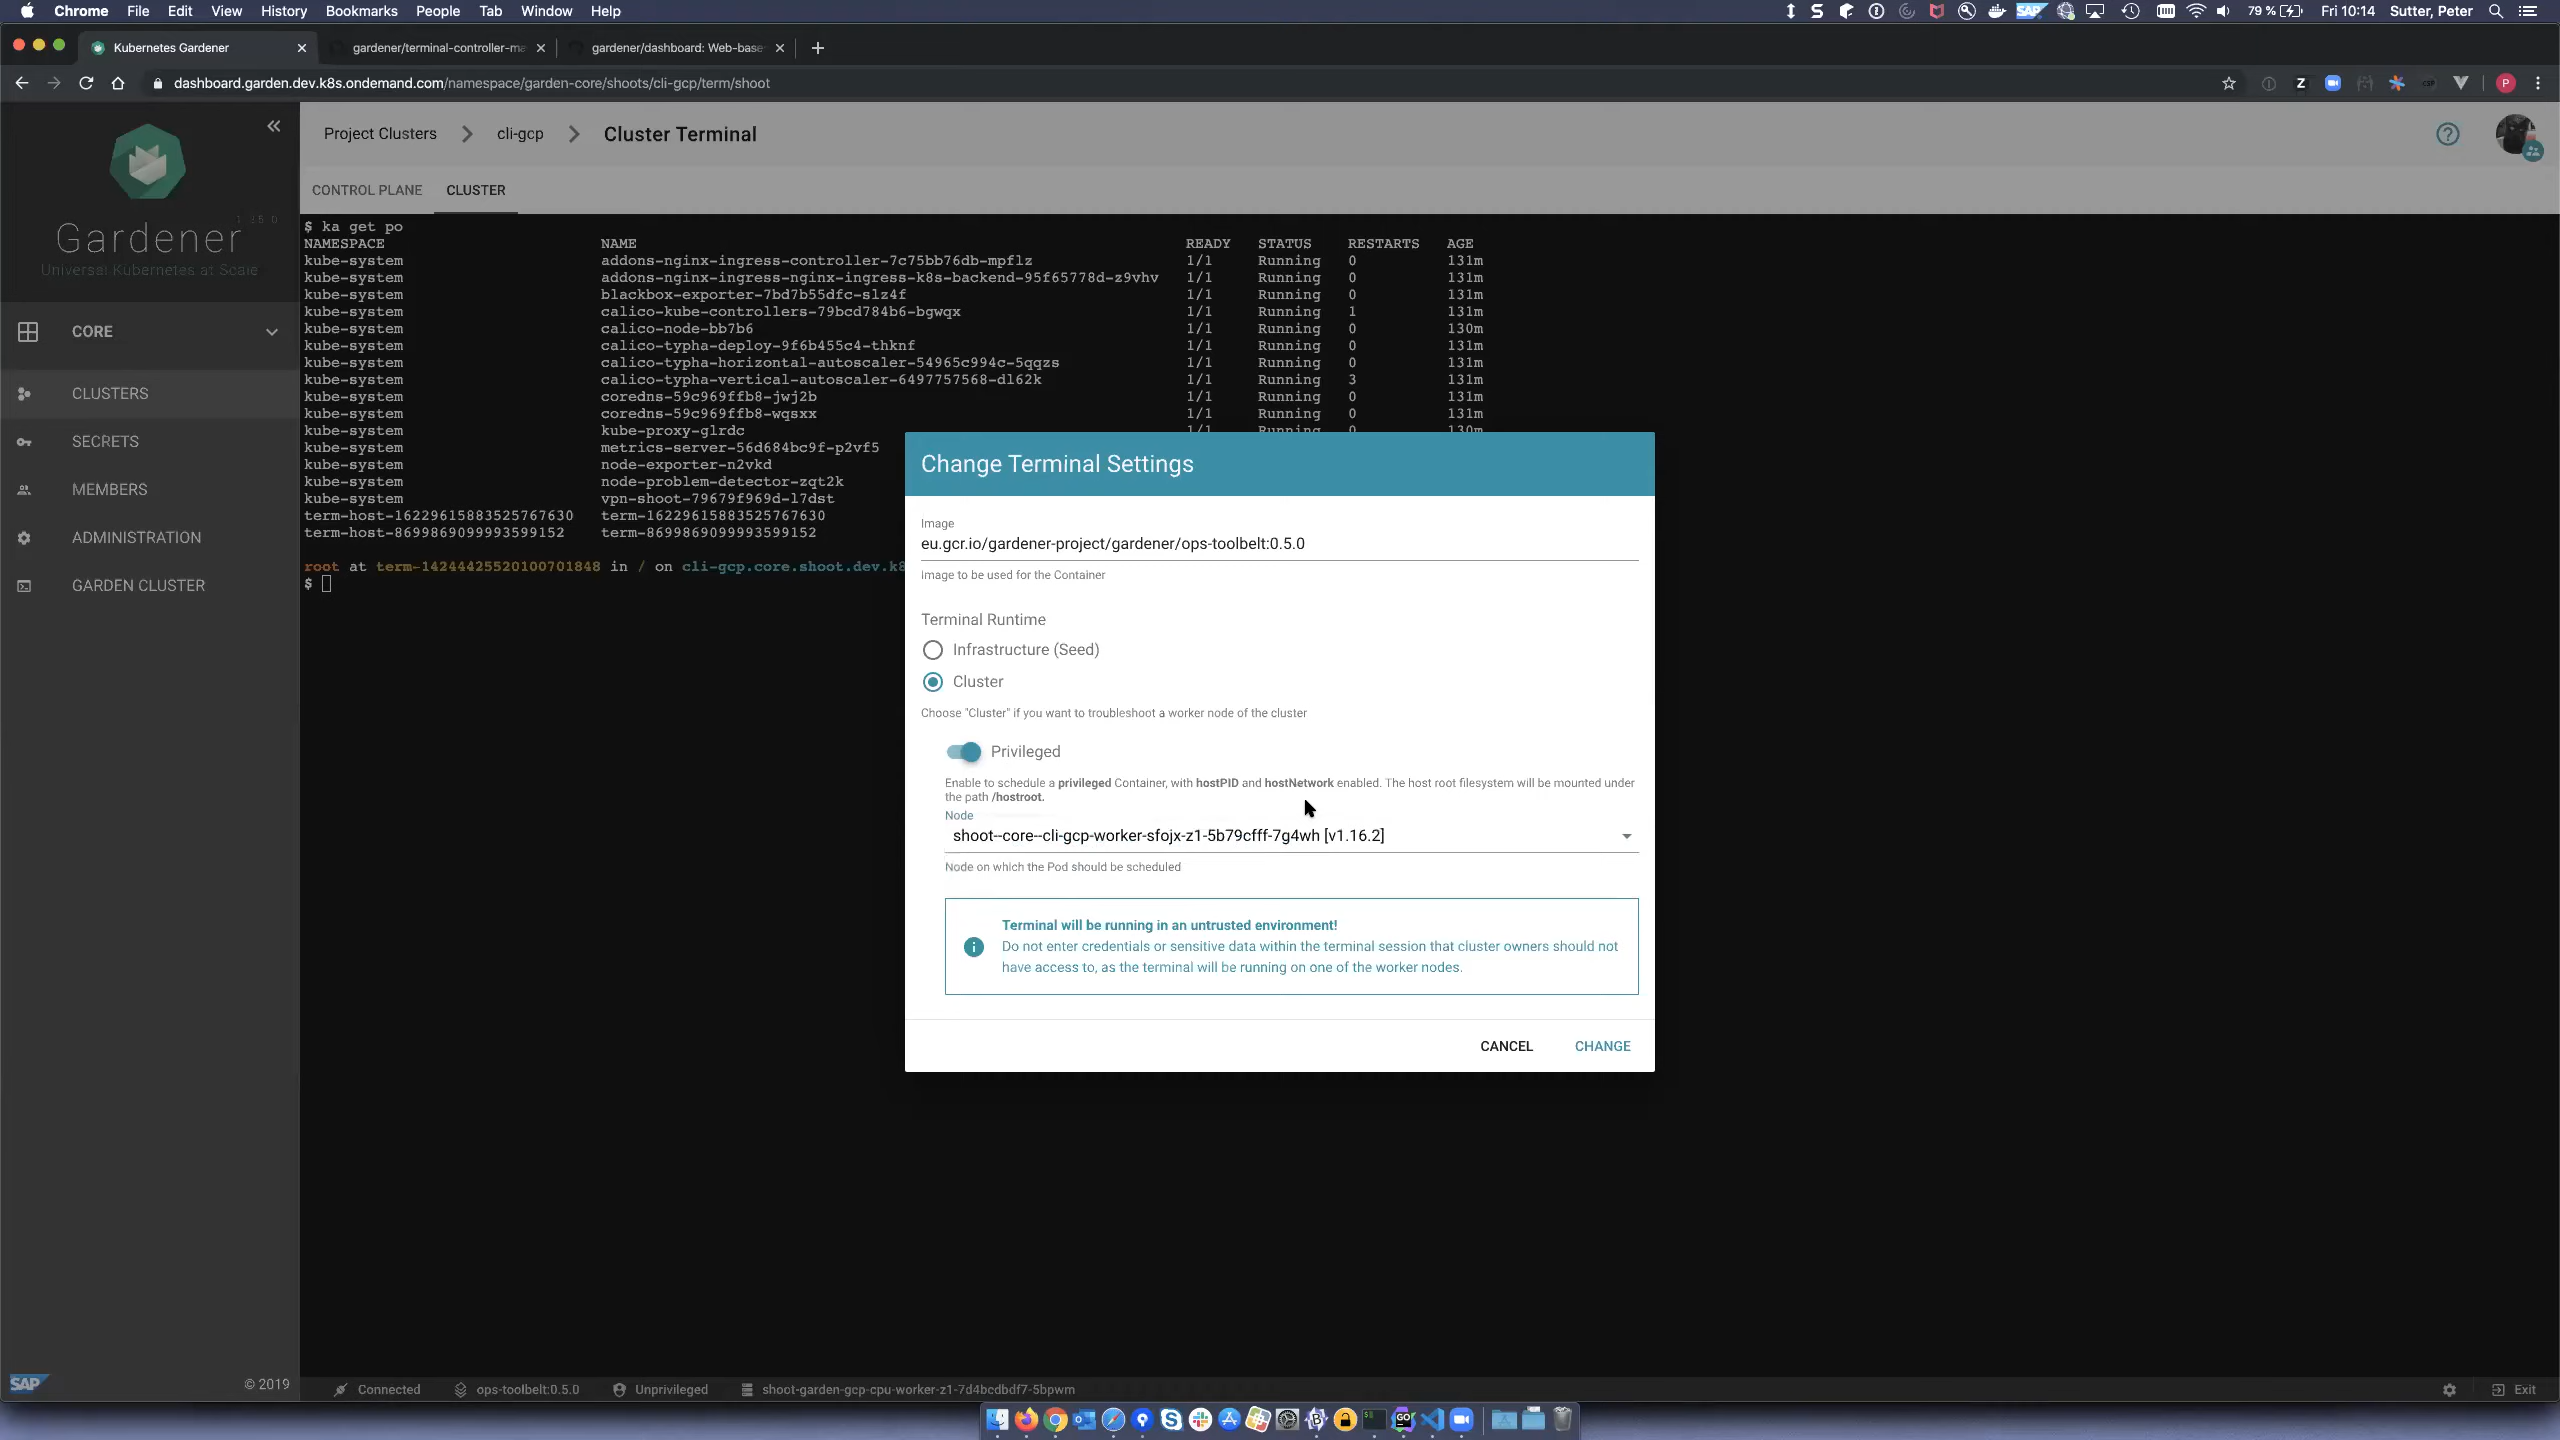 Chrome File Edit View History Bookmarks People Tab Window Help
79 % Fri 10:14 Sutter, Peter
Kubernetes Gardener
gardener/terminal-controller-ma
gardener/dashboard: Web-base
dashboard.garden.dev.k8s.ondemand.com/namespace/garden-core/shoots/cli-gcp/term/shoot
Project Clusters cli-gcp Cluster Terminal
CONTROL PLANE CLUSTER
Gardener
Universal Kubernetes at Scale
CORE
CLUSTERS
SECRETS
MEMBERS
ADMINISTRATION
GARDEN CLUSTER
$ ka get po
NAMESPACE NAME READY STATUS RESTARTS AGE
kube-system addons-nginx-ingress-controller-7c75bb76db-mpflz 1/1 Running 0 131m
kube-system addons-nginx-ingress-nginx-ingress-k8s-backend-95f65778d-z9vhv 1/1 Running 0 131m
kube-system blackbox-exporter-7bd7b55dfc-slz4f 1/1 Running 0 131m
kube-system calico-kube-controllers-79bcd784b6-bgwqx 1/1 Running 1 131m
kube-system calico-node-bb7b6 1/1 Running 0 130m
kube-system calico-typha-deploy-9f6b455c4-thknf 1/1 Running 0 131m
kube-system calico-typha-horizontal-autoscaler-54965c994c-5qqzs 1/1 Running 0 131m
kube-system calico-typha-vertical-autoscaler-6497757568-dl62k 1/1 Running 3 131m
kube-system coredns-59c969ffb8-jwj2b 1/1 Running 0 131m
kube-system coredns-59c969ffb8-wqsxx 1/1 Running 0 131m
kube-system kube-proxy-glrdc 1/1 Running 0 130m
kube-system metrics-server-56d684bc9f-p2vf5
kube-system node-exporter-n2vkd
kube-system node-problem-detector-zqt2k
kube-system vpn-shoot-79679f969d-l7dst
term-host-16229615883525767630 term-16229615883525767630
term-host-8699869099993599152 term-8699869099993599152
root at term-14244425520100701848 in / on cli-gcp.core.shoot.dev.k8
$
Change Terminal Settings
Image
eu.gcr.io/gardener-project/gardener/ops-toolbelt:0.5.0
Image to be used for the Container
Terminal Runtime
Infrastructure (Seed)
Cluster
Choose "Cluster" if you want to troubleshoot a worker node of the cluster
Privileged
Enable to schedule a privileged Container, with hostPID and hostNetwork enabled. The host root filesystem will be mounted under
the path /hostroot.
Node
shoot--core--cli-gcp-worker-sfojx-z1-5b79cfff-7g4wh [v1.16.2]
Node on which the Pod should be scheduled
Terminal will be running in an untrusted environment!
Do not enter credentials or sensitive data within the terminal session that cluster owners should not
have access to, as the terminal will be running on one of the worker nodes.
CANCEL CHANGE
SAP © 2019
Connected ops-toolbelt:0.5.0 Unprivileged shoot-garden-gcp-cpu-worker-z1-7d4bcdbdf7-5bpwm Exit